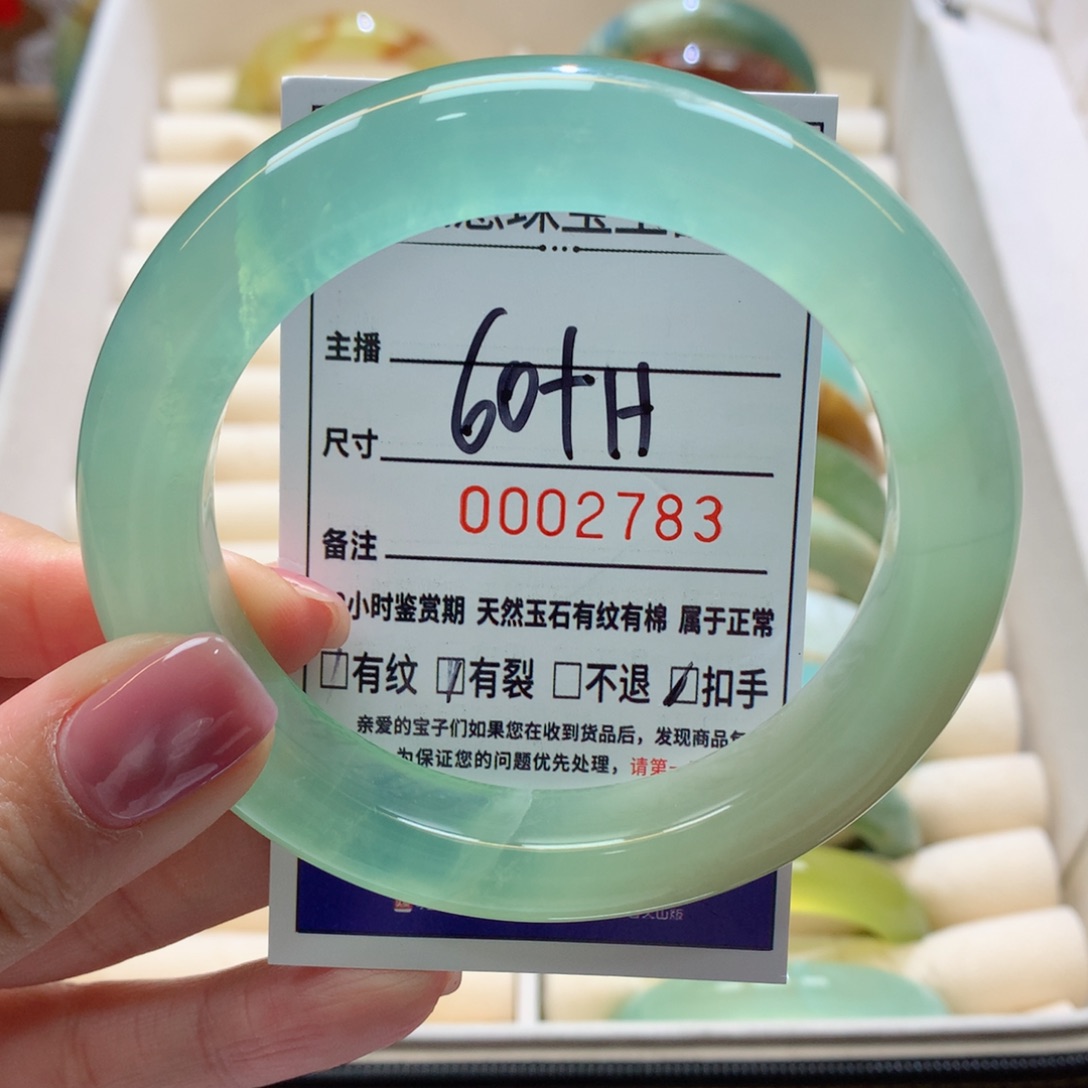 珠宝
主播
60+H
尺寸
0002783
备注
小时鉴赏期 天然玉石有纹有棉 属于正常
有纹 有裂 不退 扣手
亲爱的宝子们如果您在收到货品后，发现商品
为保证您的问题优先处理，请第一